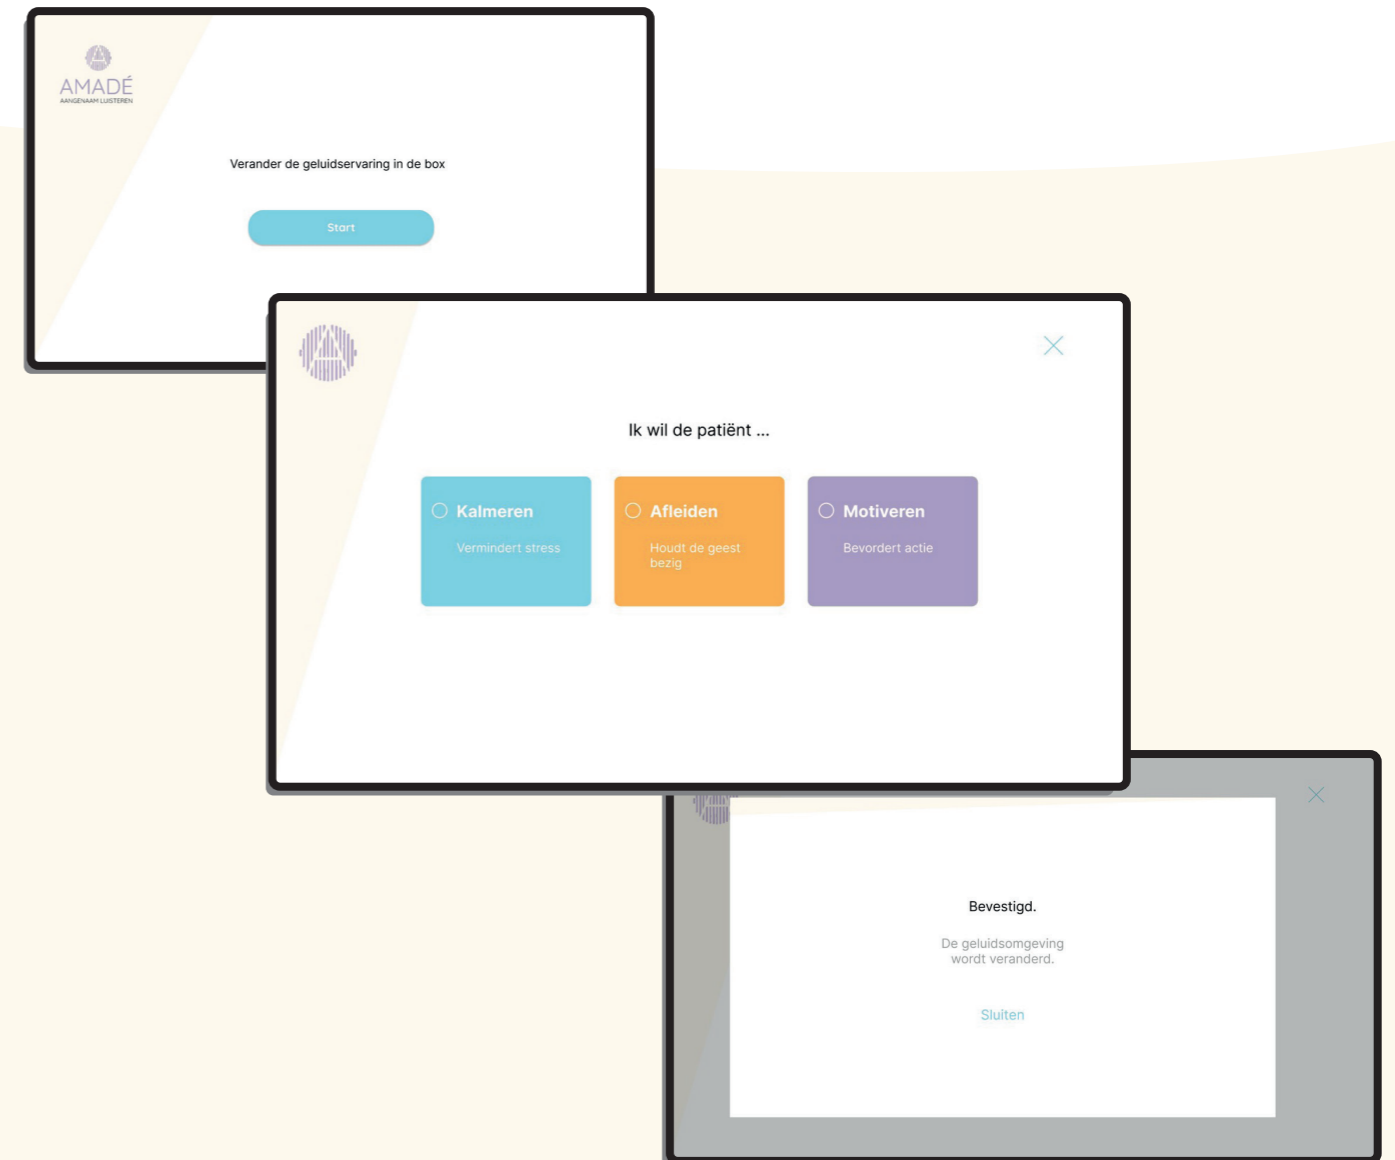 AMADÉ
AANGENAAM LUISTEREN
Verander de geluidservaring in de box
Start
Ik wil de patiënt ...
Kalmeren
Vermindert stress
Afleiden
Houdt de geest
bezig
Motiveren
Bevordert actie
Bevestigd.
De geluidsomgeving
wordt veranderd.
Sluiten